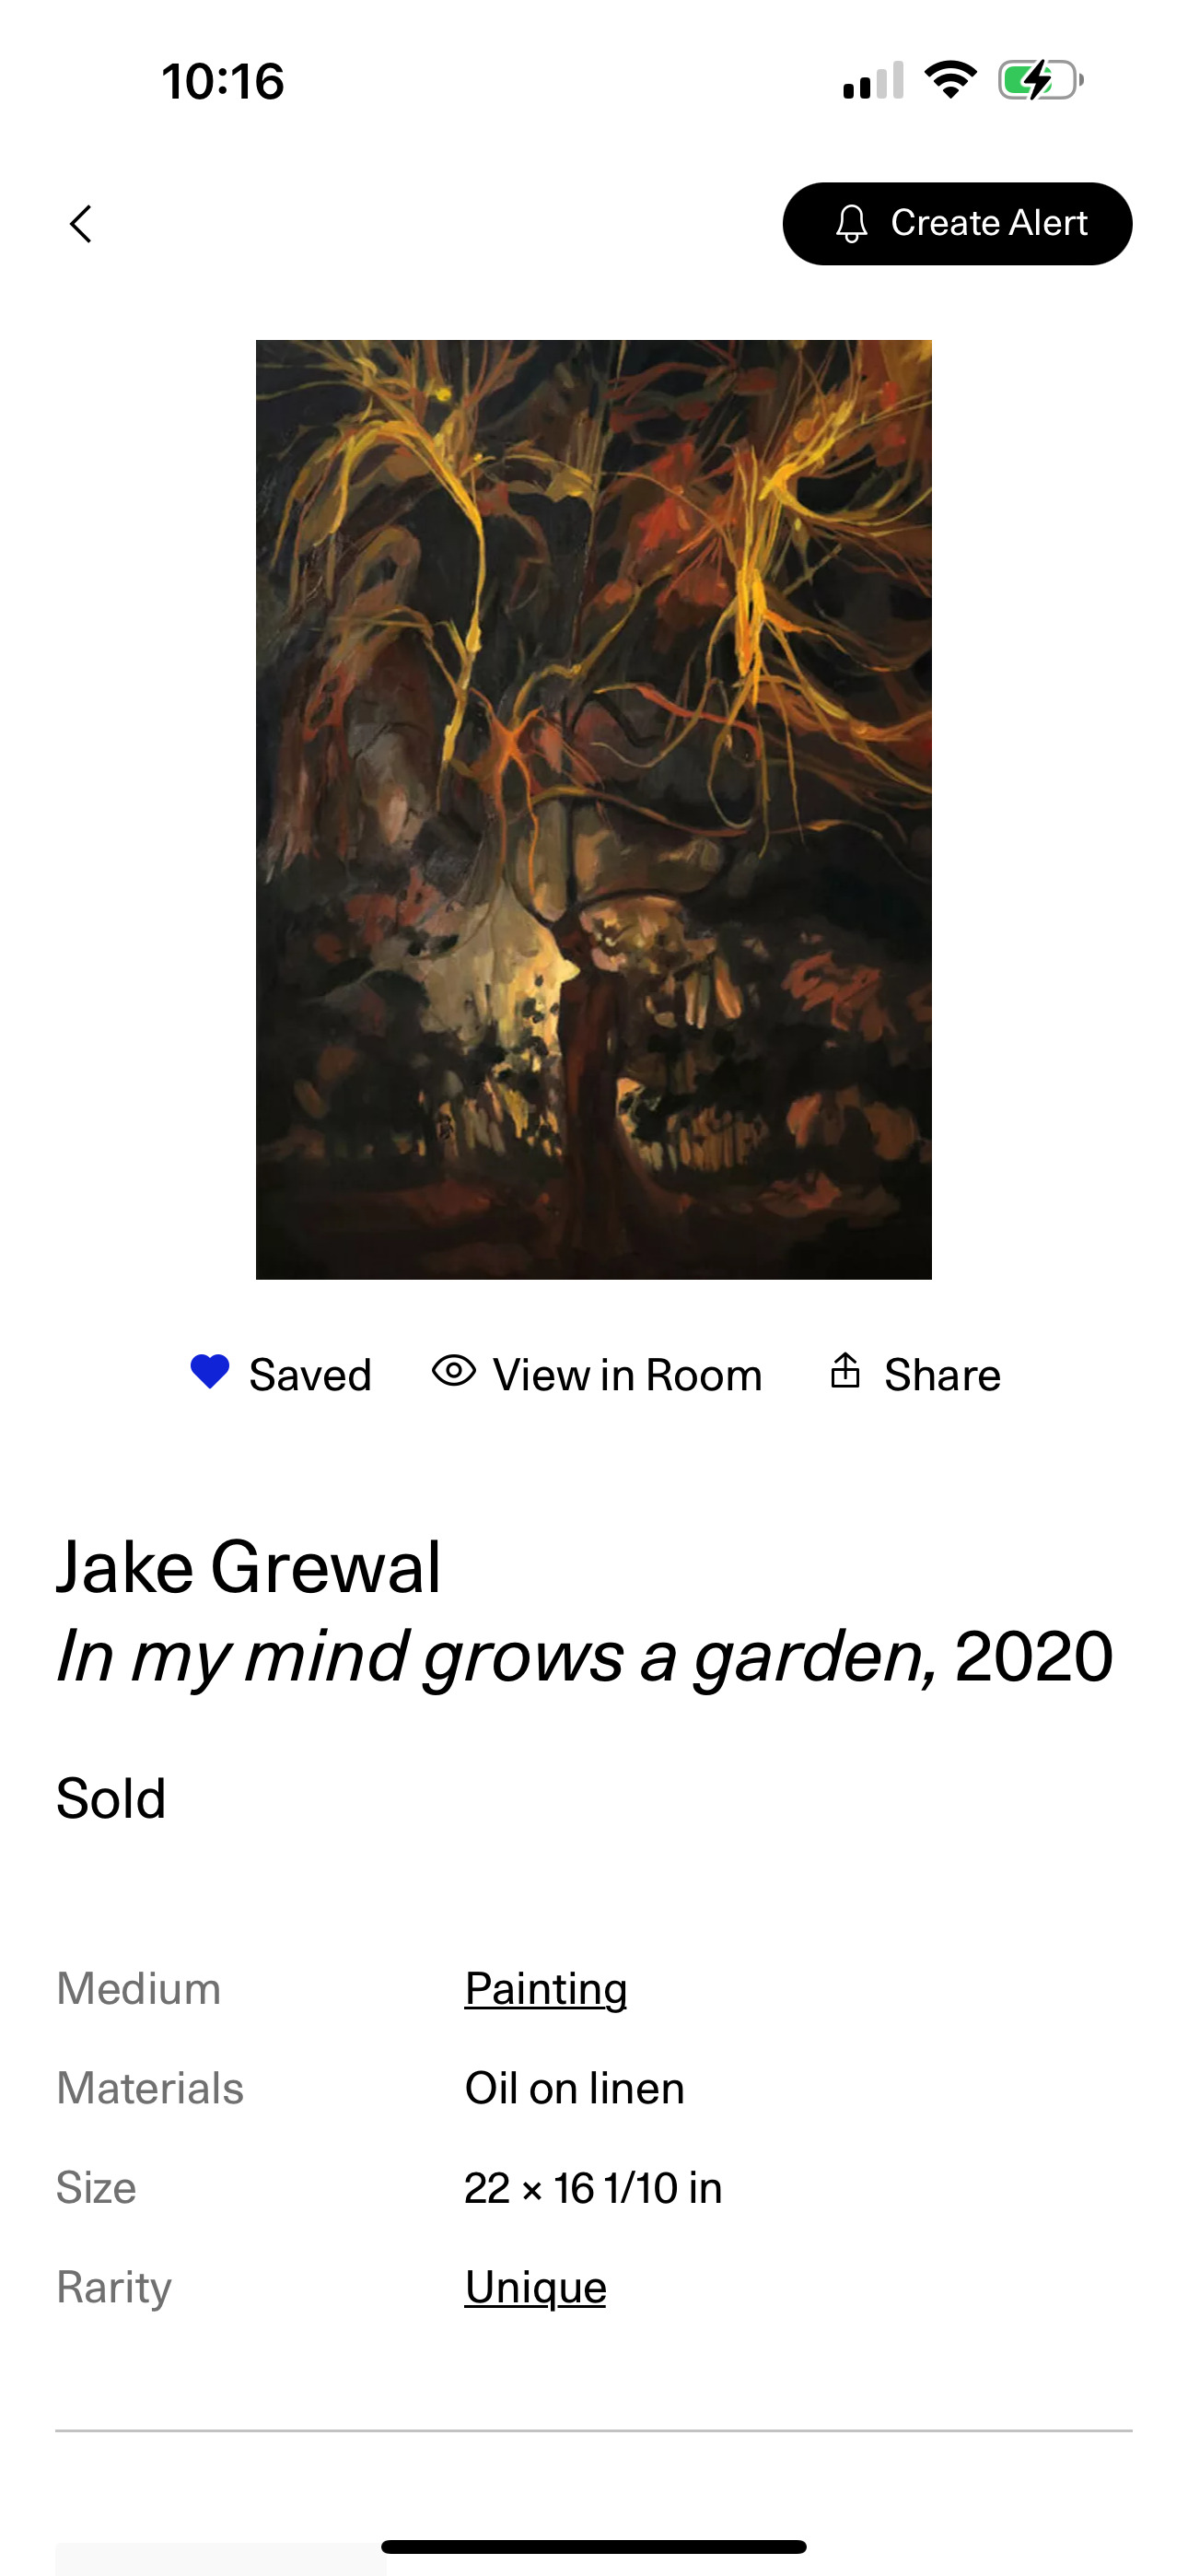 10:16
Create Alert
Saved
View in Room
Share
Jake Grewal
In my mind grows a garden, 2020
Sold
Medium Painting
Materials Oil on linen
Size 22 × 16 1/10 in
Rarity Unique